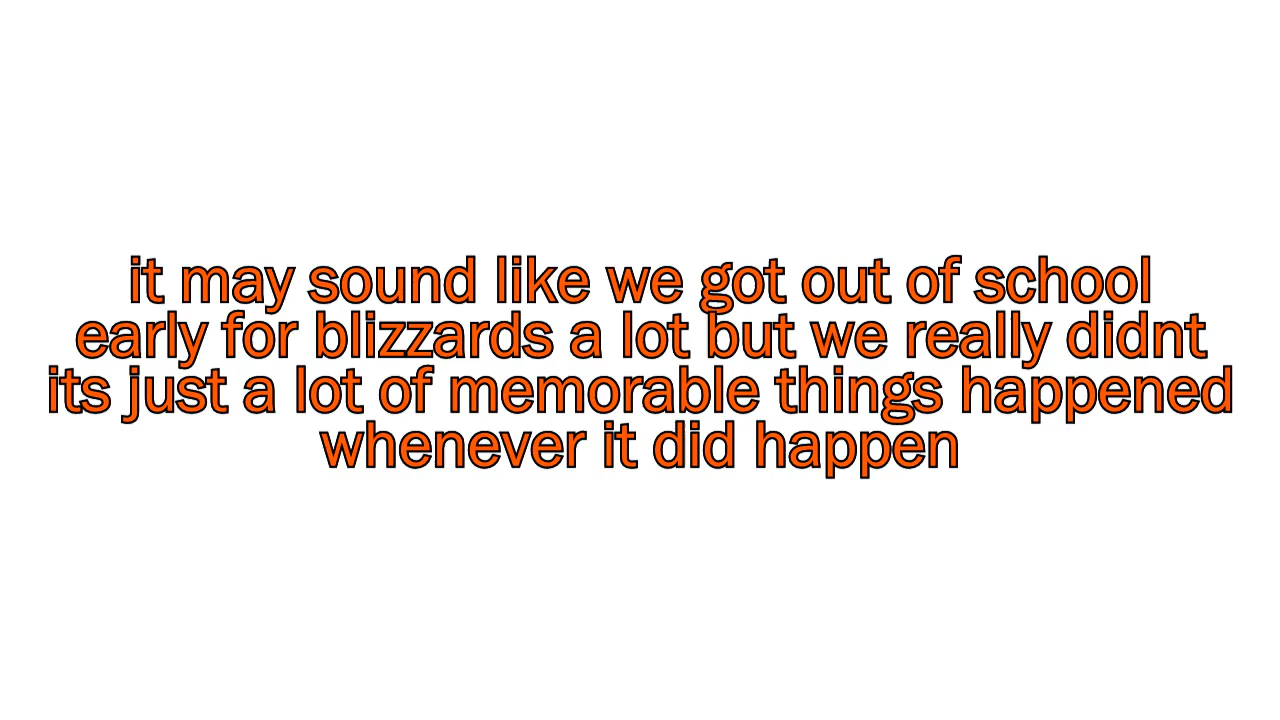 it may sound like we got out of school
early for blizzards a lot but we really didnt
its just a lot of memorable things happened
whenever it did happen